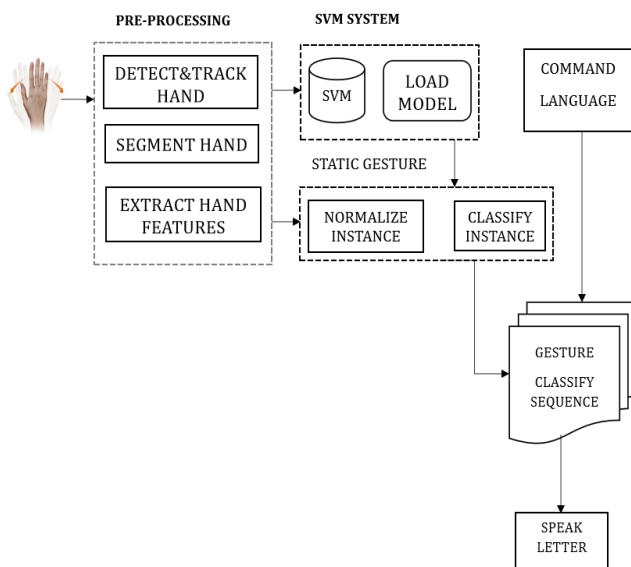 PRE-PROCESSING
SVM SYSTEM
DETECT&TRACK
HAND
SEGMENT HAND
EXTRACT HAND
FEATURES
SVM
LOAD
MODEL
COMMAND
LANGUAGE
STATIC GESTURE
NORMALIZE
INSTANCE
CLASSIFY
INSTANCE
GESTURE
CLASSIFY
SEQUENCE
SPEAK
LETTER